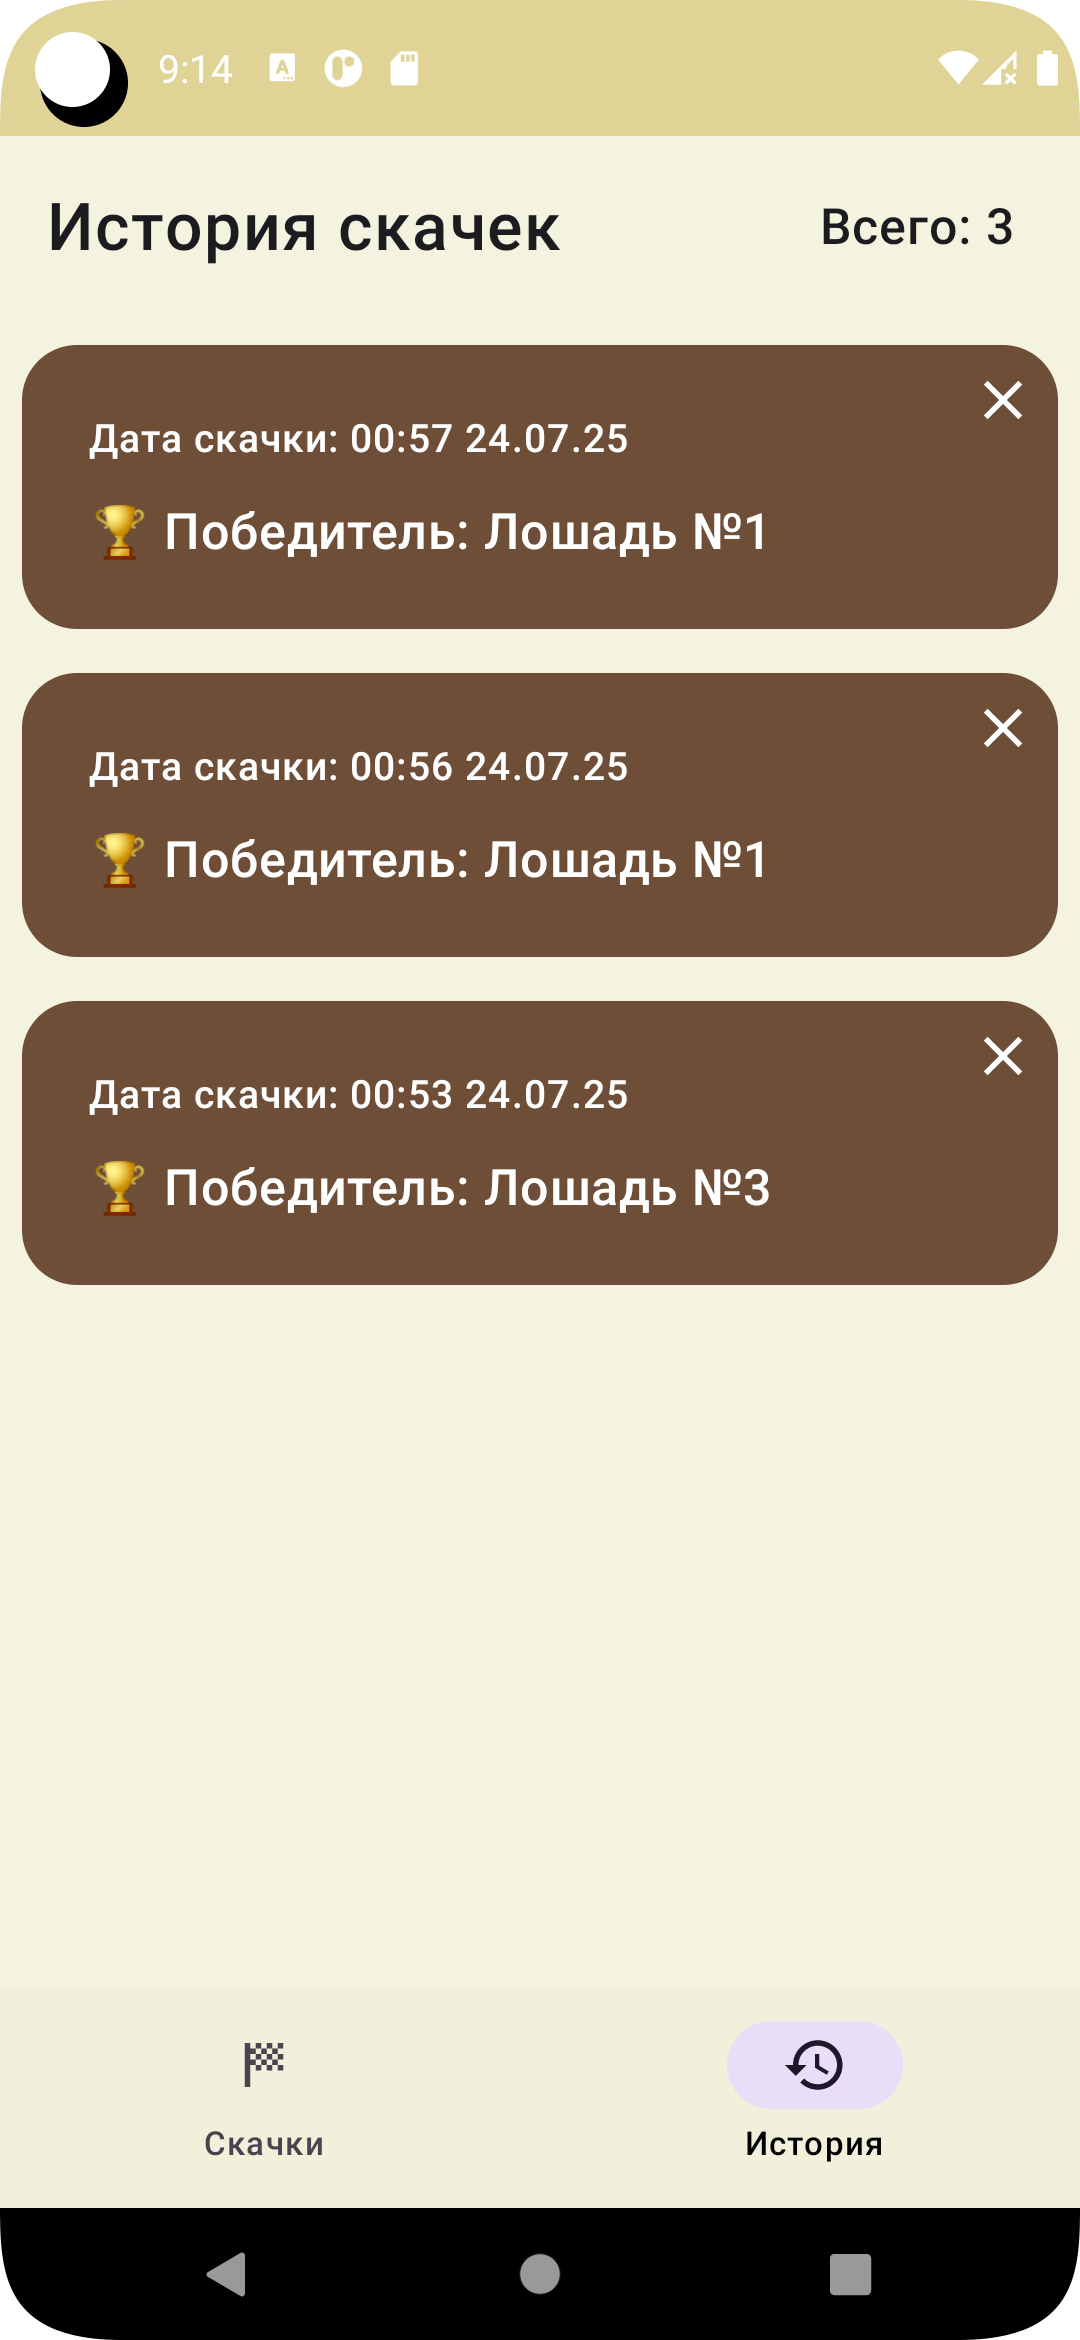 9:14
История скачек
Всего: 3
Дата скачки: 00:57 24.07.25
🏆 Победитель: Лошадь №1
Дата скачки: 00:56 24.07.25
🏆 Победитель: Лошадь №1
Дата скачки: 00:53 24.07.25
🏆 Победитель: Лошадь №3
Скачки
История